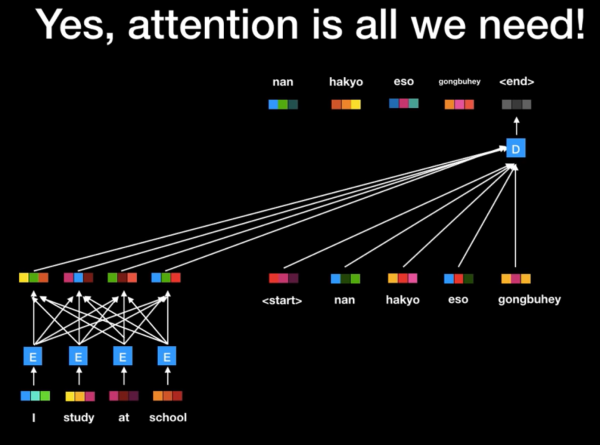 Yes, attention is all we need!
nan hakyo eso gongbuhey <end>
D
<start> nan hakyo eso gongbuhey
E E E E
I study at school